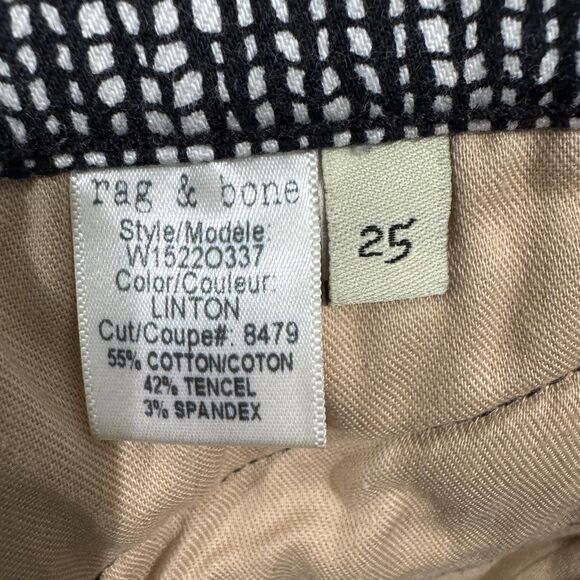 rag & bone
Style/Modele:
W1522O337
Color/Couleur:
LINTON
Cut/Coupe#: 8479
55% COTTON/COTON
42% TENCEL
3% SPANDEX
25